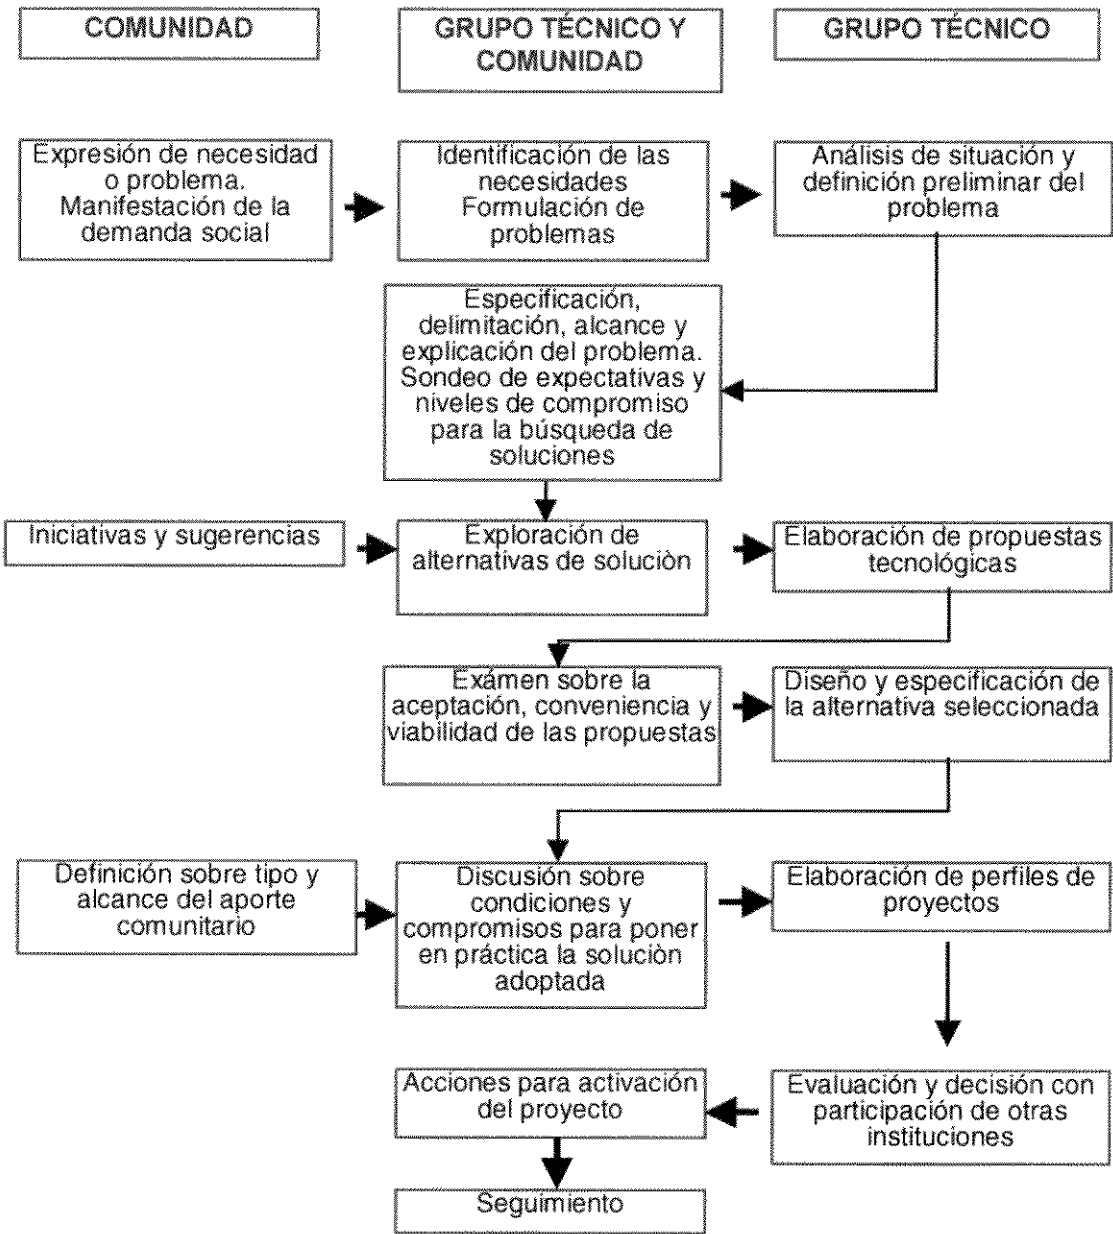 COMUNIDAD
GRUPO TÉCNICO Y
COMUNIDAD
GRUPO TÉCNICO
Expresión de necesidad
o problema.
Manifestación de la
demanda social
Identificación de las
necesidades
Formulación de
problemas
Análisis de situación y
definición preliminar del
problema
Especificación,
delimitación, alcance y
explicación del problema.
Sondeo de expectativas y
niveles de compromiso
para la búsqueda de
soluciones
Iniciativas y sugerencias
Exploración de
alternativas de soluciòn
Elaboración de propuestas
tecnológicas
Exámen sobre la
aceptación, conveniencia y
viabilidad de las propuestas
Diseño y especificación de
la alternativa seleccionada
Definición sobre tipo y
alcance del aporte
comunitario
Discusión sobre
condiciones y
compromisos para poner
en práctica la soluciòn
adoptada
Elaboración de perfiles de
proyectos
Acciones para activación
del proyecto
Evaluación y decisión con
participación de otras
instituciones
Seguimiento